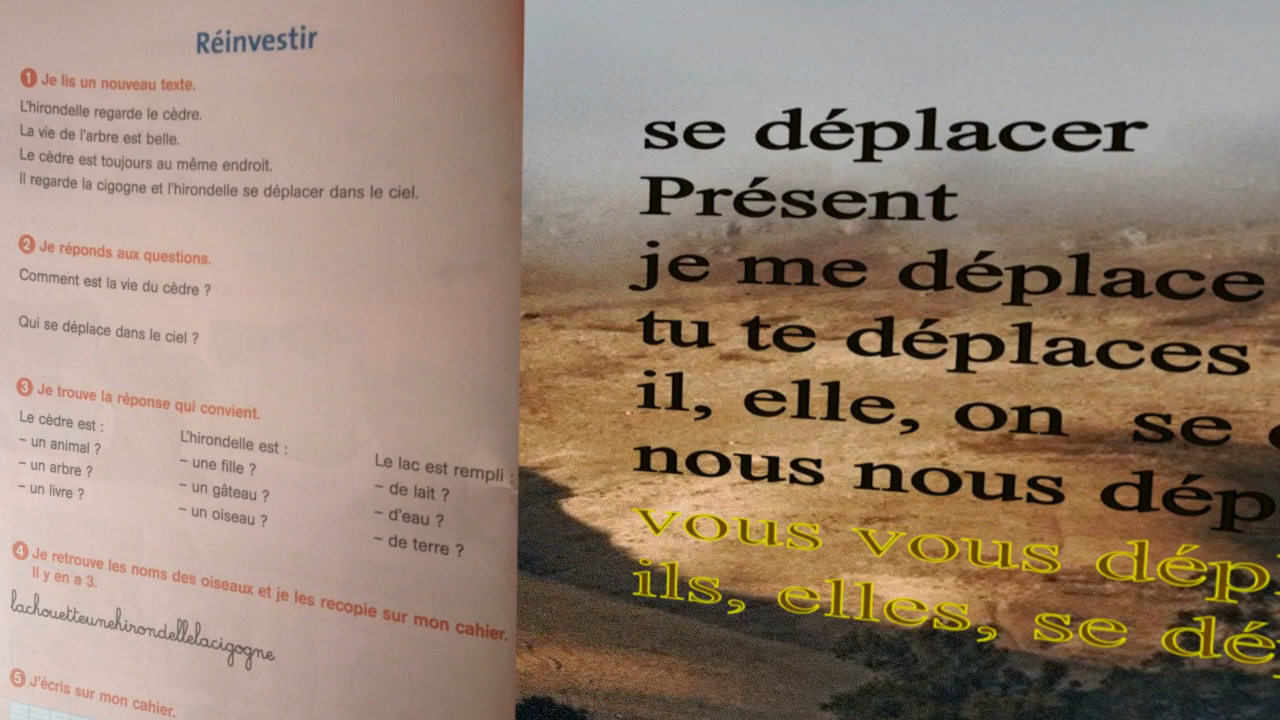 Réinvestir
1 Je lis un nouveau texte.
L'hirondelle regarde le cèdre.
La vie de l'arbre est belle.
Le cèdre est toujours au même endroit.
Il regarde la cigogne et l'hirondelle se déplacer dans le ciel.
2 Je réponds aux questions.
Comment est la vie du cèdre ?
Qui se déplace dans le ciel ?
3 Je trouve la réponse qui convient.
Le cèdre est :
– un animal ?
– un arbre ?
– un livre ?
L'hirondelle est :
– une fille ?
– un gâteau ?
– un oiseau ?
Le lac est rempli :
– de lait ?
– d'eau ?
– de terre ?
4 Je retrouve les noms des oiseaux et je les recopie sur mon cahier.
Il y en a 3.
lachouetteunehirondellelacigogne
5 J'écris sur mon cahier.
se déplacer
Présent
je me déplace
tu te déplaces
il, elle, on se
nous nous dép
vous vous dép
ils, elles, se dé